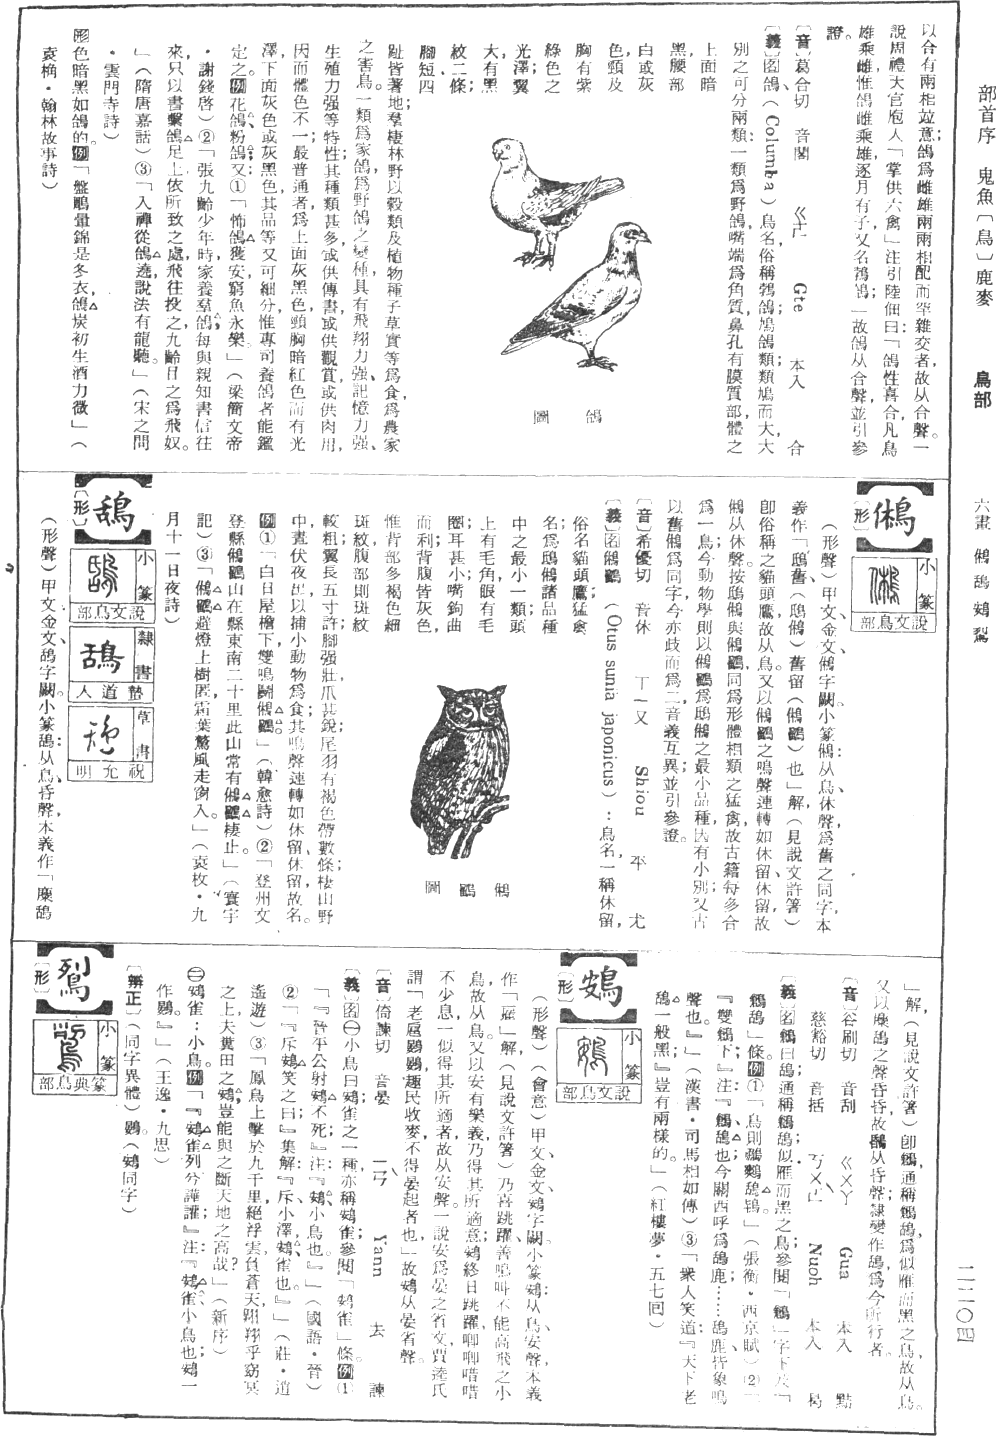 部首序　鬼魚〔鳥〕鹿麥　鳥部　六畫　鵂鴰鴳鴷　二二〇四
以合有兩相竝意鴿爲雌雄兩兩相配而罕雜交者故从合聲。一
說周禮天官庖人「掌供六禽」注引陸佃曰：「鴿性喜合凡鳥
雄乘雌惟鴿雌乘雄逐月有子又名鵓鴿」故鴿从合聲，並引參
證。
〔音〕葛合切　音閤　ㄍㄜ　Gte　本入　合
〔義〕名鴿（Columba）鳥名，俗稱鵓鴿鳩鴿類，類鳩而大，大
別之可分兩類：一類爲野鴿，嘴端爲角質，鼻孔有膜質部，體之
上面暗
黑，腰部
白或灰
色，頸及
胸有紫
綠色之
光澤；翼
大有黑
紋二條；
腳短，四
趾皆著地；羣棲林野，以穀類及植物種子草實等爲食，爲農家
之害鳥。一類爲家鴿，爲野鴿之變種，具有飛翔力强、記憶力强、
生殖力强等特性；其種類甚多，或供傳書，或供觀賞，或供肉用，
因而體色不一；最普通者爲上面灰黑色，頸胸暗紅色而有光
澤，下面灰色或灰黑色，其品等又可細分，惟專司養鴿者能鑑
定之。例花鴿、粉鴿；又①「怖鴿獲安，窮魚永樂。」（梁簡文帝
・謝錢啓）②「張九齡少年時家養羣鴿，每與親知書信往
來，只以書繫鴿足上，依所致之處，飛往投之，九齡目之爲飛奴。
」（隋唐嘉話）③「入禪從鴿遶，說法有龍聽。」（宋之問
・雲門寺詩）
形色暗黑如鴿的。例「盤鵰暈錦是冬衣，鴿炭初生酒力微」（
袁桷・翰林故事詩）
鴿圖
鵂
〔形〕
小篆
說文鳥部
（形聲）甲文金文、鵂字闕。小篆鵂：从鳥、休聲，爲舊之同字，本
義作「鴟舊（鴟鵂）舊留（鵂鶹）也」解（見說文許箸）
卽俗稱之貓頭鷹，故从鳥。又以鵂鶹之鳴聲連轉如休留、休留，故
鵂从休聲。按鴟鵂與鵂鶹同爲形體相類之猛禽，故古籍每多合
爲一鳥；今動物學則以鵂鶹爲鴟鵂之最小品種，因有小別；又古
以舊鵂爲同字，今亦歧而爲二，音義互異，並引參證。
〔音〕希優切　音休　ㄒㄧㄡ　Shiou　平　尤
〔義〕名鵂鶹（Otus sunia japonicus）：鳥名，一稱休留，
俗名貓頭鷹，猛禽
名；爲鴟鵂諸品種
中之最小一類；頭
上有毛角，眼有毛
圈，耳甚小，嘴鉤曲
而利，背腹皆灰色，
惟背部多褐色細
斑紋，腹部則斑紋
較粗；翼長五寸許，腳强壯，爪甚銳，尾羽有褐色帶數條；棲山野
中，晝伏夜出以捕小動物爲食；其鳴聲連轉如休留、休留，故名。
例①「白日屋檐下，雙鳴鬭鵂鶹。」（韓愈詩）②「登州文
登縣鵂鶹山在縣東南二十里，此山常有鵂鶹棲止。」（寰宇
記）③「鵂鶹避燈上樹匿，霜葉驚風走窗入。」（袁枚・九
月十一日夜詩）
鵂鶹圖
鴰
〔形〕
小篆
說文鳥部
隸書
蟄道人
草書
祝允明
（形聲）甲文金文、鴰字闕。小篆鴰：从鳥、昏聲，本義作「麋鴰
」解（見說文許箸）卽鶬，通稱鶬鴰，爲似雁而黑之鳥，故从鳥。
又以麋鴰之鳴聲昏昏，故鴰从昏聲；隸變作鴰，爲今所行者。
〔音〕谷刷切　音刮　ㄍㄨㄚ　Gua　本入　黠
慈豁切　音括　ㄎㄨㄛˋ　Nuoh　本入　曷
〔義〕名鶬曰鴰，通稱鶬鴰，似雁而黑之鳥；參閱「鶬」字下及「
鶬鴰」條。例①「鳥則鷫鷞鴰鴇」（張衡・西京賦）②「
『雙鶬下』注：『鶬鴰也，今關西呼爲鴰鹿；……鴰鹿皆象鳴
聲也。』」（漢書・司馬相如傳）③「衆人笑道：『天下老
鴰一般黑』，豈有兩樣的。」（紅樓夢・五七回）
鴳
〔形〕
小篆
說文鳥部
（形聲）（會意）甲文、金文、鴳字闕。小篆鴳：从鳥、安聲，本義
作「雇」解（見說文許箸）乃喜跳躍善鳴叫不能高飛之小
鳥，故从鳥。又以安有樂義，乃得其所適意；鴳終日跳躍，喞喞喈喈
不少息，一似得其所適者，故从安聲。一說：安爲晏之省文，賈逵氏
謂「老扈鷃鷃，趣民收麥，不得晏起者也」，故鴳从晏省聲。
〔音〕倚諫切　音晏　ㄧㄢˋ　Yann　去　諫
〔義〕名㊀小鳥曰鴳，雀之一種，亦稱鴳雀；參閱「鴳雀」條。例①
「『晉平公射鴳不死』注：『鴳，小鳥也。』」（國語・晉）
②「『斥鴳笑之曰』集解：『斥、小澤，鴳雀也。』」（莊・逍
遙遊）③「鳳鳥上擊於九千里，絕浮雲，負蒼天，翺翔乎窈冥
之上，夫糞田之鴳，豈能與之斷天地之高哉？」（新序）
㊁鴳雀：小鳥。例「『鴳雀列兮譁讙』注：『鴳雀，小鳥也，鴳一
作鷃。』」（王逸・九思）
〔辨正〕（同字異體）鷃。（鴳同字）
鴷
〔形〕
小篆
篆典鳥部